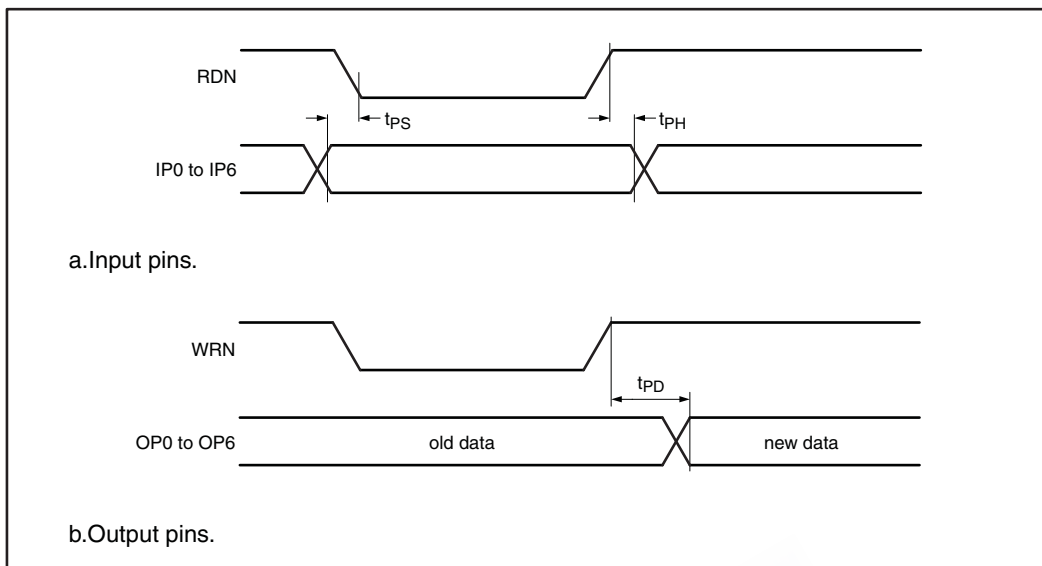 RDN
tPS
tPH
IP0 to IP6
a.Input pins.
WRN
tPD
OP0 to OP6
old data
new data
b.Output pins.